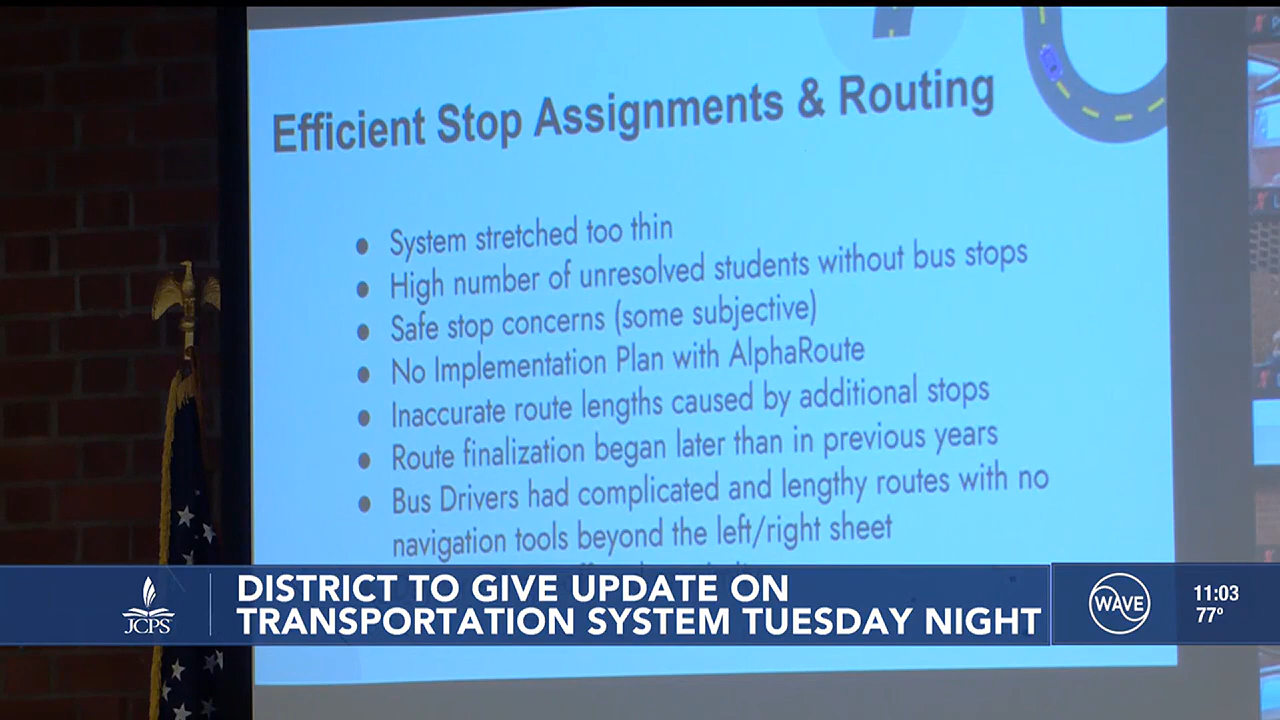 Efficient Stop Assignments & Routing
● System stretched too thin
● High number of unresolved students without bus stops
● Safe stop concerns (some subjective)
● No Implementation Plan with AlphaRoute
● Inaccurate route lengths caused by additional stops
● Route finalization began later than in previous years
● Bus Drivers had complicated and lengthy routes with no
navigation tools beyond the left/right sheet
JCPS
DISTRICT TO GIVE UPDATE ON
TRANSPORTATION SYSTEM TUESDAY NIGHT
WAVE
11:03
77°